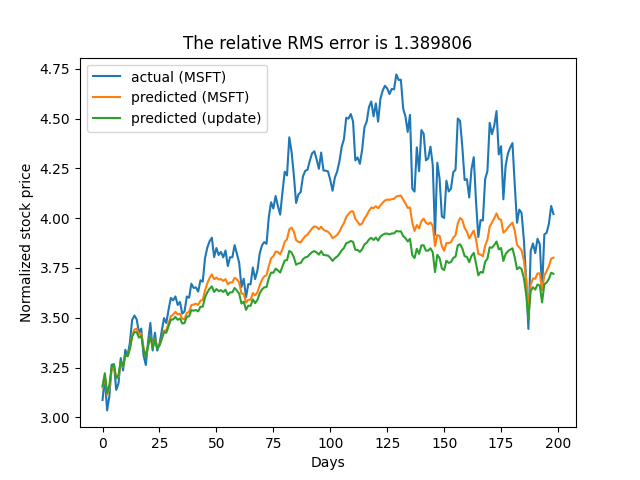 The relative RMS error is 1.389806
actual (MSFT)
predicted (MSFT)
predicted (update)
Normalized stock price
4.75
4.50
4.25
4.00
3.75
3.50
3.25
3.00
0
25
50
75
100
125
150
175
200
Days